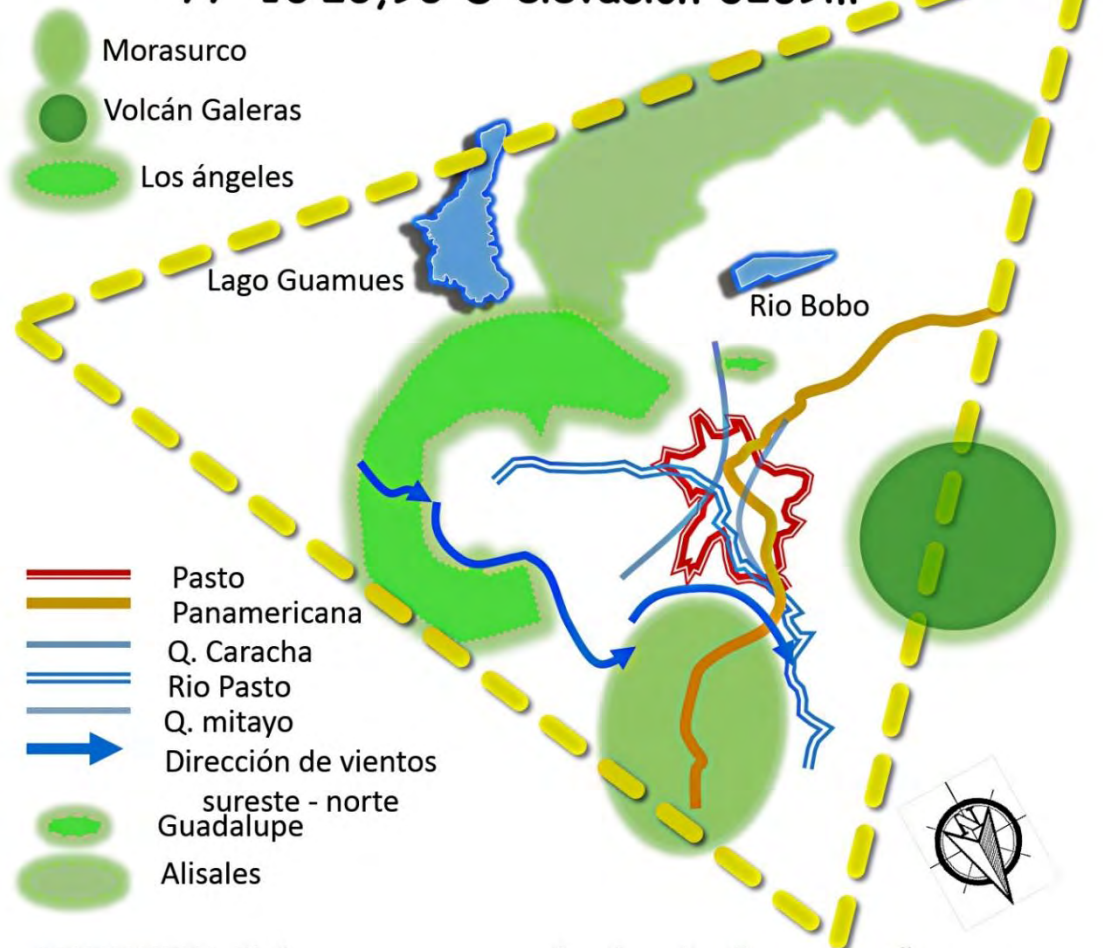 Morasurco
Volcán Galeras
Los ángeles
Lago Guamues
Rio Bobo
Pasto
Panamericana
Q. Caracha
Rio Pasto
Q. mitayo
Dirección de vientos
sureste - norte
Guadalupe
Alisales